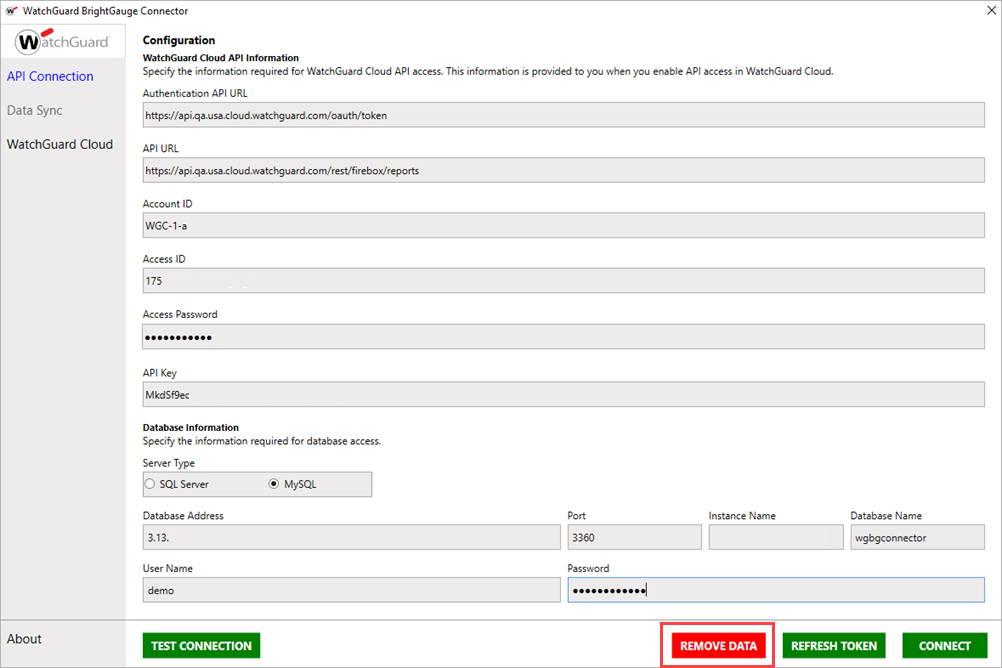 WatchGuard BrightGauge Connector
WatchGuard
API Connection
Data Sync
WatchGuard Cloud
Configuration
WatchGuard Cloud API Information
Specify the information required for WatchGuard Cloud API access. This information is provided to you when you enable API access in WatchGuard Cloud.
Authentication API URL
https://api.qa.usa.cloud.watchguard.com/oauth/token
API URL
https://api.qa.usa.cloud.watchguard.com/rest/firebox/reports
Account ID
WGC-1-a
Access ID
175
Access Password
●●●●●●●●●●●
API Key
MkdSf9ec
Database Information
Specify the information required for database access.
Server Type
SQL Server MySQL
Database Address Port Instance Name Database Name
3.13. 3360 wgbgconnector
User Name Password
demo ●●●●●●●●●●●●
About
TEST CONNECTION REMOVE DATA REFRESH TOKEN CONNECT